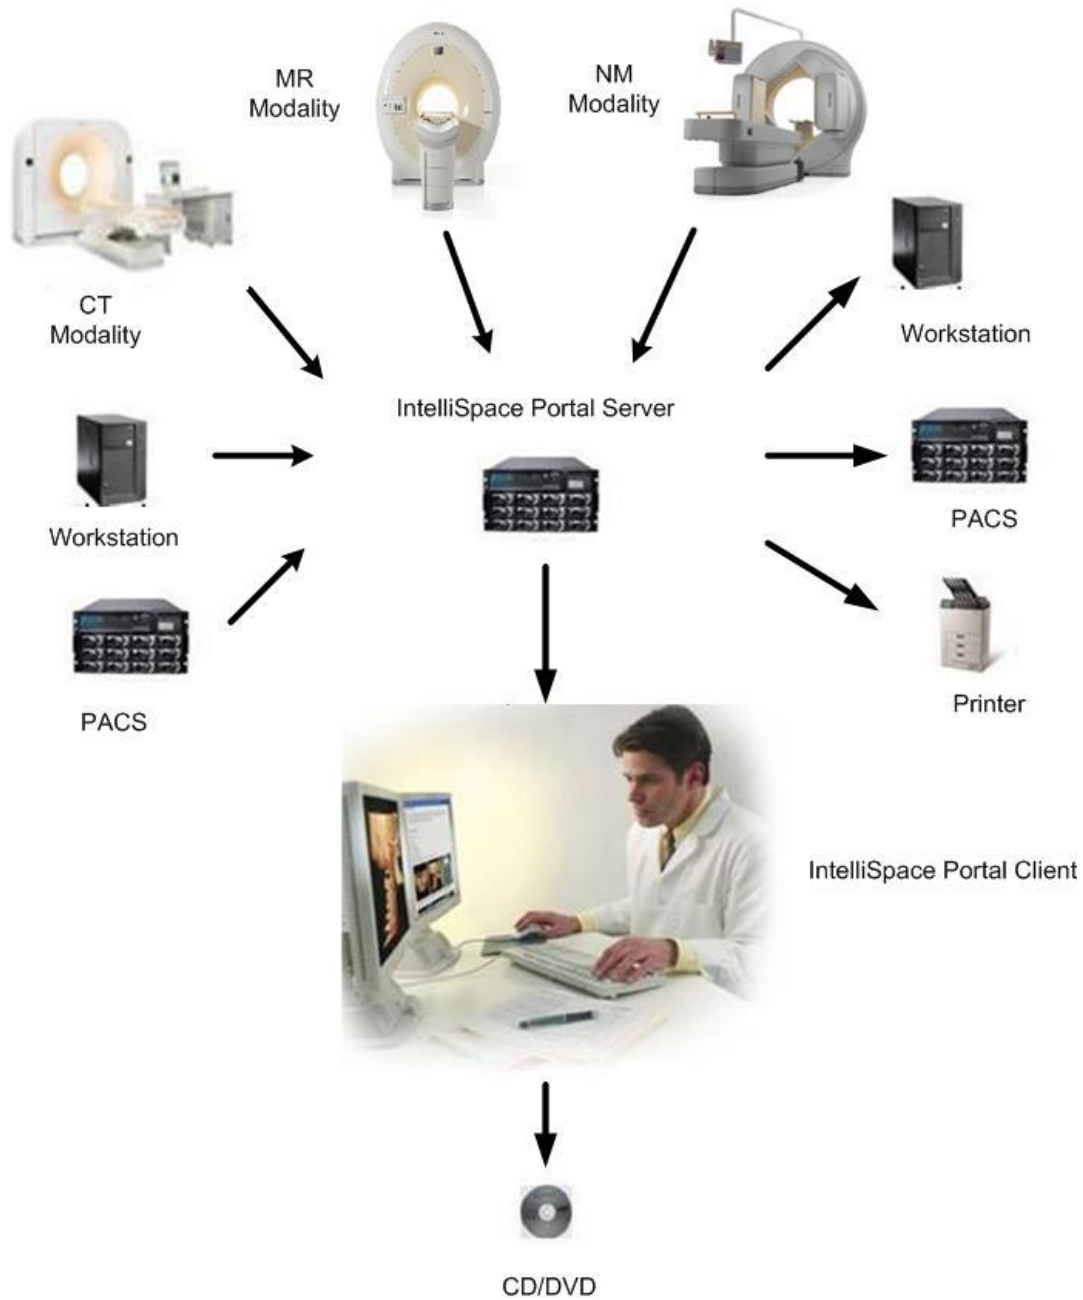 MR
Modality
NM
Modality
CT
Modality
Workstation
IntelliSpace Portal Server
Workstation
PACS
PACS
Printer
IntelliSpace Portal Client
CD/DVD